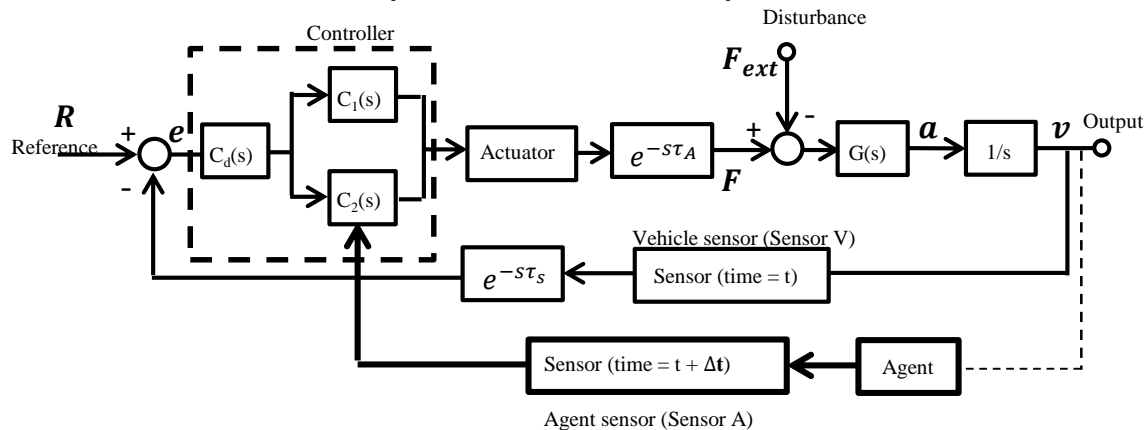 Disturbance
Controller
F_ext
C_1(s)
R
+
e
Reference
-
C_d(s)
C_2(s)
Actuator
e^{-sτ_A}
+
-
F
G(s)
a
1/s
v
Output
Vehicle sensor (Sensor V)
e^{-sτ_s}
Sensor (time = t)
Sensor (time = t + Δt)
Agent
Agent sensor (Sensor A)